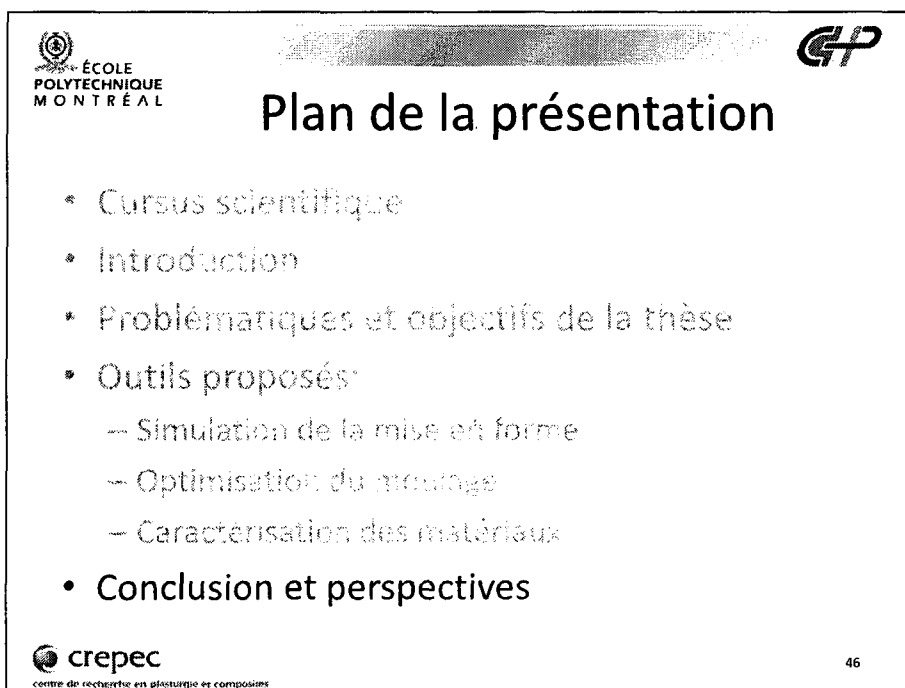 ÉCOLE
POLYTECHNIQUE
MONTRÉAL
Plan de la présentation
• Cursus scientifique
• Introduction
• Problématiques et objectifs de la thèse
• Outils proposés:
– Simulation de la mise en forme
– Optimisation du moulage
– Caractérisation des matériaux
• Conclusion et perspectives
crepec
centre de recherche en plasturgie et composites
46